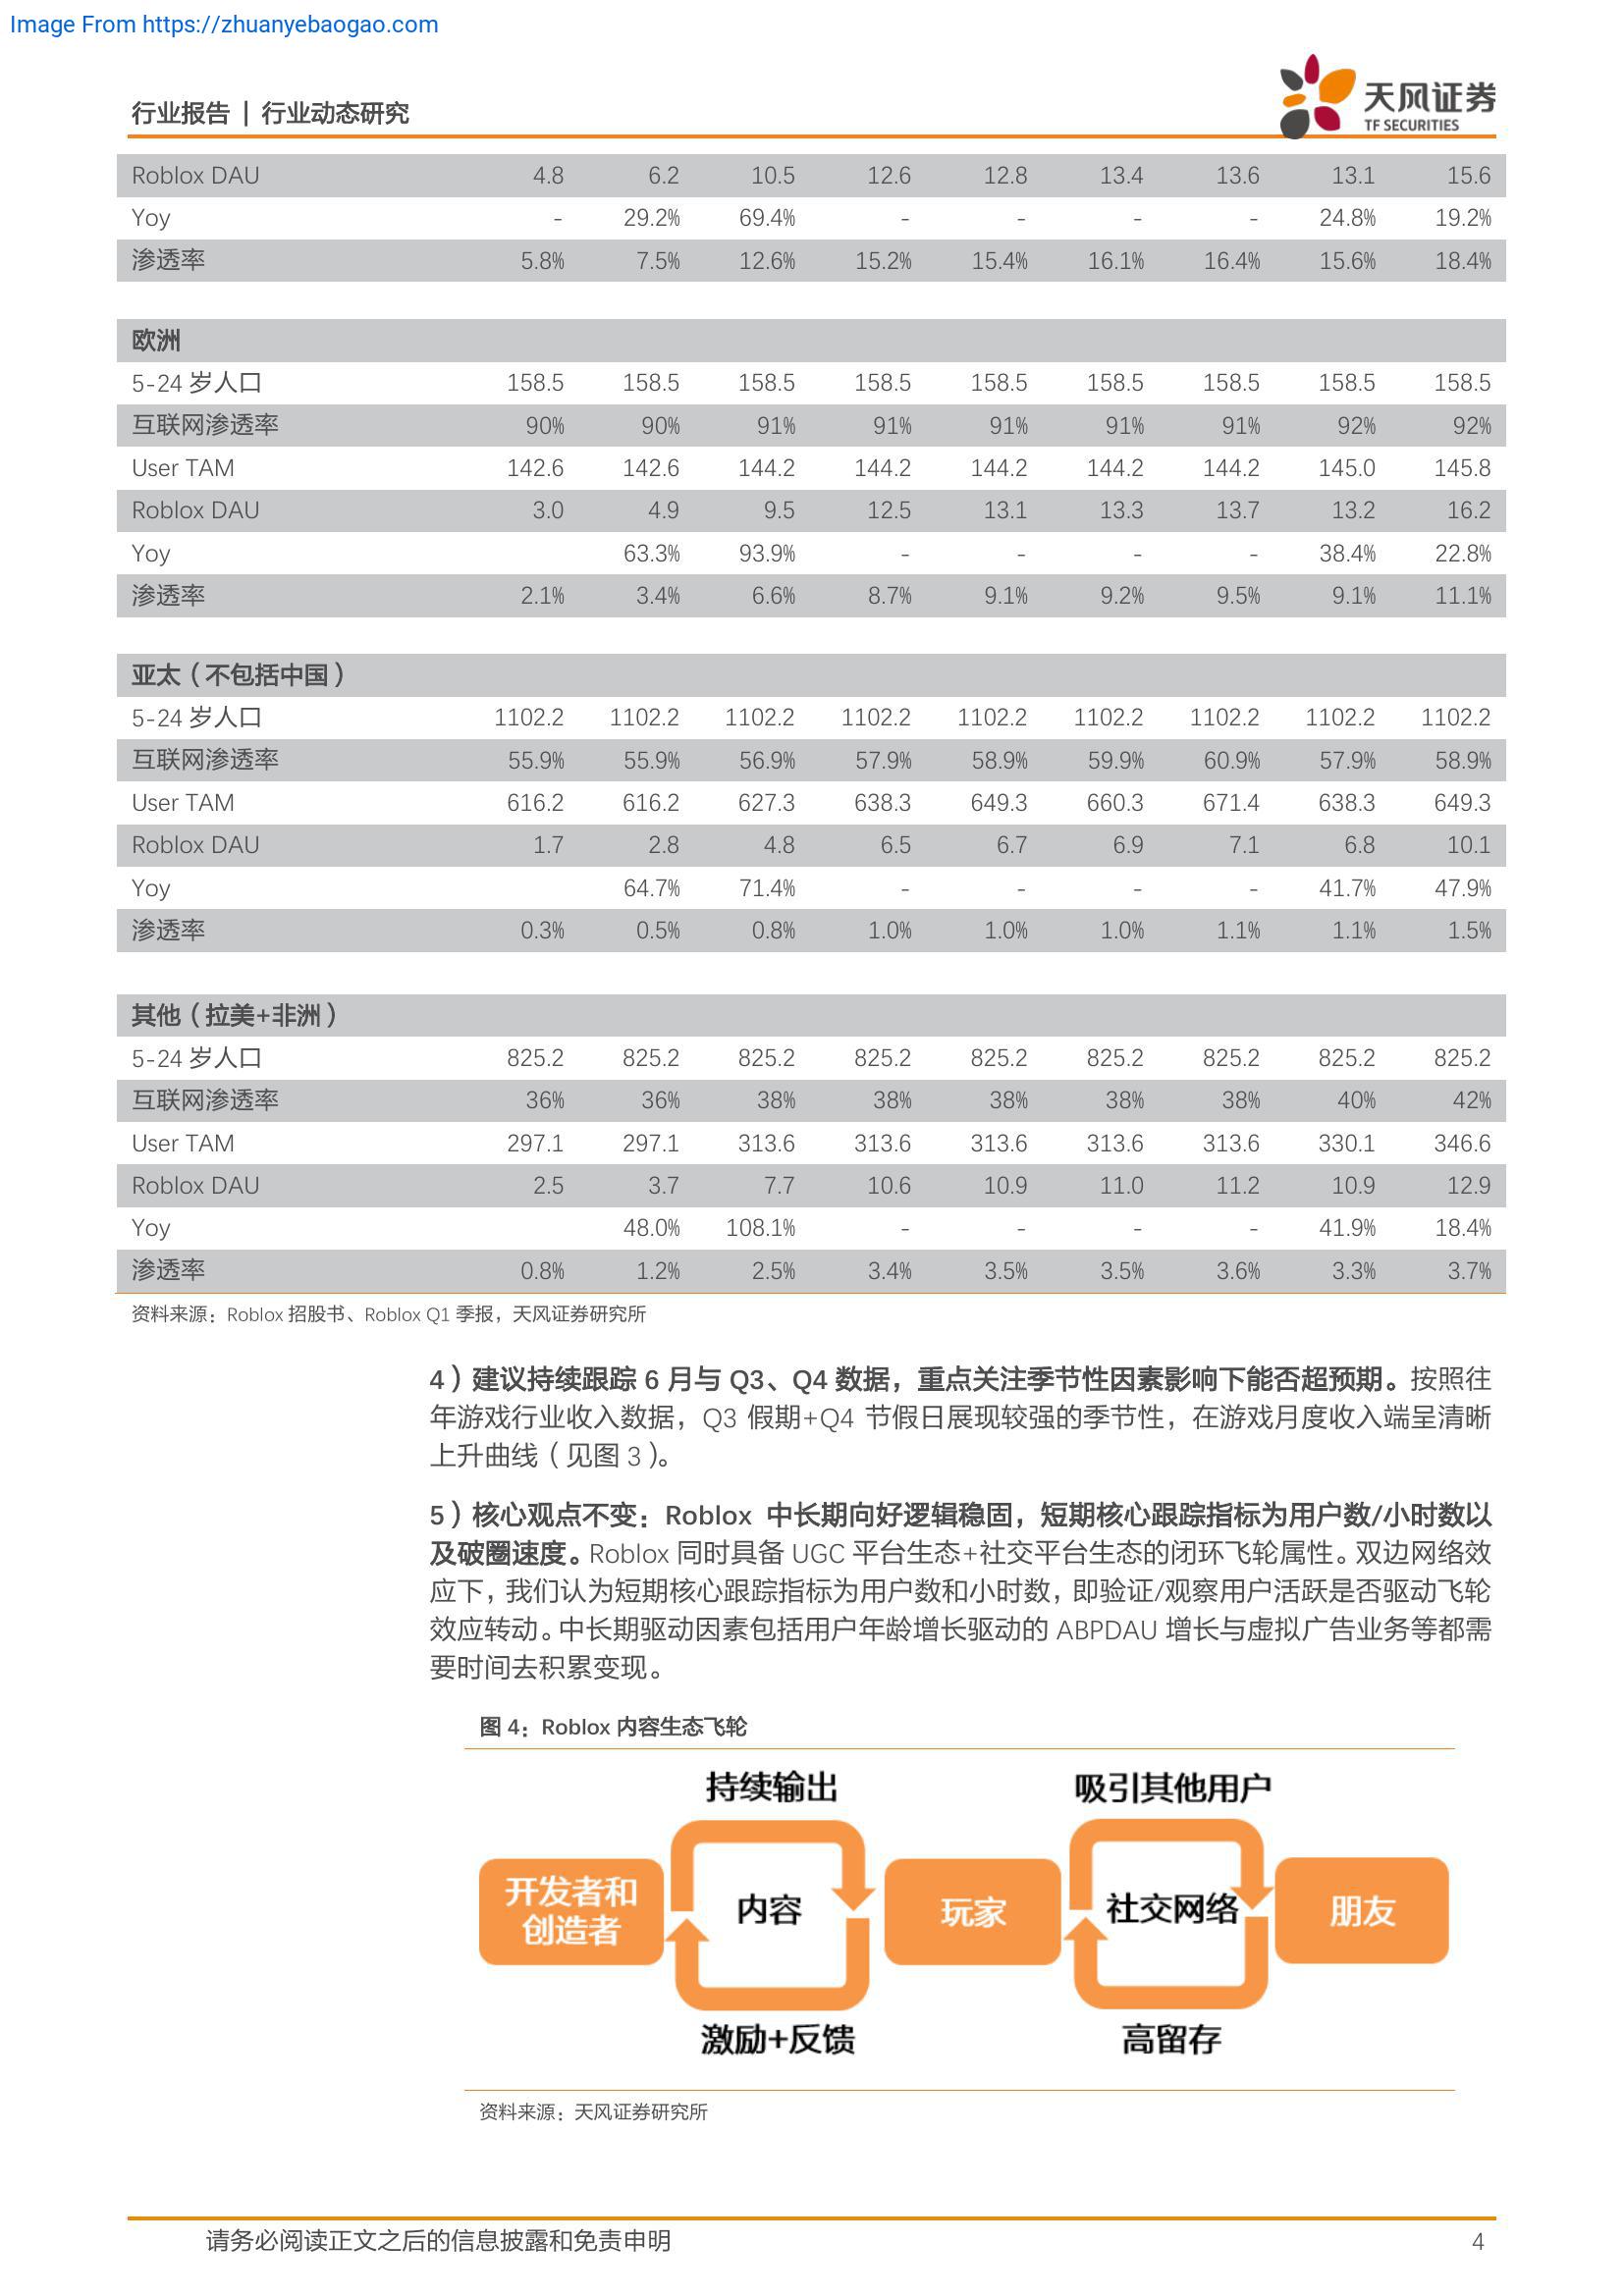 Image From https://zhuanyebaogao.com
行业报告 | 行业动态研究
天风证券
TF SECURITIES
Roblox DAU 4.8 6.2 10.5 12.6 12.8 13.4 13.6 13.1 15.6
Yoy - 29.2% 69.4% - - - - 24.8% 19.2%
渗透率 5.8% 7.5% 12.6% 15.2% 15.4% 16.1% 16.4% 15.6% 18.4%
欧洲
5-24 岁人口 158.5 158.5 158.5 158.5 158.5 158.5 158.5 158.5 158.5
互联网渗透率 90% 90% 91% 91% 91% 91% 91% 92% 92%
User TAM 142.6 142.6 144.2 144.2 144.2 144.2 144.2 145.0 145.8
Roblox DAU 3.0 4.9 9.5 12.5 13.1 13.3 13.7 13.2 16.2
Yoy 63.3% 93.9% - - - - 38.4% 22.8%
渗透率 2.1% 3.4% 6.6% 8.7% 9.1% 9.2% 9.5% 9.1% 11.1%
亚太（不包括中国）
5-24 岁人口 1102.2 1102.2 1102.2 1102.2 1102.2 1102.2 1102.2 1102.2 1102.2
互联网渗透率 55.9% 55.9% 56.9% 57.9% 58.9% 59.9% 60.9% 57.9% 58.9%
User TAM 616.2 616.2 627.3 638.3 649.3 660.3 671.4 638.3 649.3
Roblox DAU 1.7 2.8 4.8 6.5 6.7 6.9 7.1 6.8 10.1
Yoy 64.7% 71.4% - - - - 41.7% 47.9%
渗透率 0.3% 0.5% 0.8% 1.0% 1.0% 1.0% 1.1% 1.1% 1.5%
其他（拉美+非洲）
5-24 岁人口 825.2 825.2 825.2 825.2 825.2 825.2 825.2 825.2 825.2
互联网渗透率 36% 36% 38% 38% 38% 38% 38% 40% 42%
User TAM 297.1 297.1 313.6 313.6 313.6 313.6 313.6 330.1 346.6
Roblox DAU 2.5 3.7 7.7 10.6 10.9 11.0 11.2 10.9 12.9
Yoy 48.0% 108.1% - - - - 41.9% 18.4%
渗透率 0.8% 1.2% 2.5% 3.4% 3.5% 3.5% 3.6% 3.3% 3.7%
资料来源：Roblox 招股书、Roblox Q1 季报，天风证券研究所
4）建议持续跟踪 6 月与 Q3、Q4 数据，重点关注季节性因素影响下能否超预期。按照往
年游戏行业收入数据，Q3 假期+Q4 节假日展现较强的季节性，在游戏月度收入端呈清晰
上升曲线（见图 3）。
5）核心观点不变：Roblox 中长期向好逻辑稳固，短期核心跟踪指标为用户数/小时数以
及破圈速度。Roblox 同时具备 UGC 平台生态+社交平台生态的闭环飞轮属性。双边网络效
应下，我们认为短期核心跟踪指标为用户数和小时数，即验证/观察用户活跃是否驱动飞轮
效应转动。中长期驱动因素包括用户年龄增长驱动的 ABPDAU 增长与虚拟广告业务等都需
要时间去积累变现。
图 4：Roblox 内容生态飞轮
持续输出 吸引其他用户
开发者和
创造者
内容 玩家 社交网络 朋友
激励+反馈 高留存
资料来源：天风证券研究所
请务必阅读正文之后的信息披露和免责申明 4